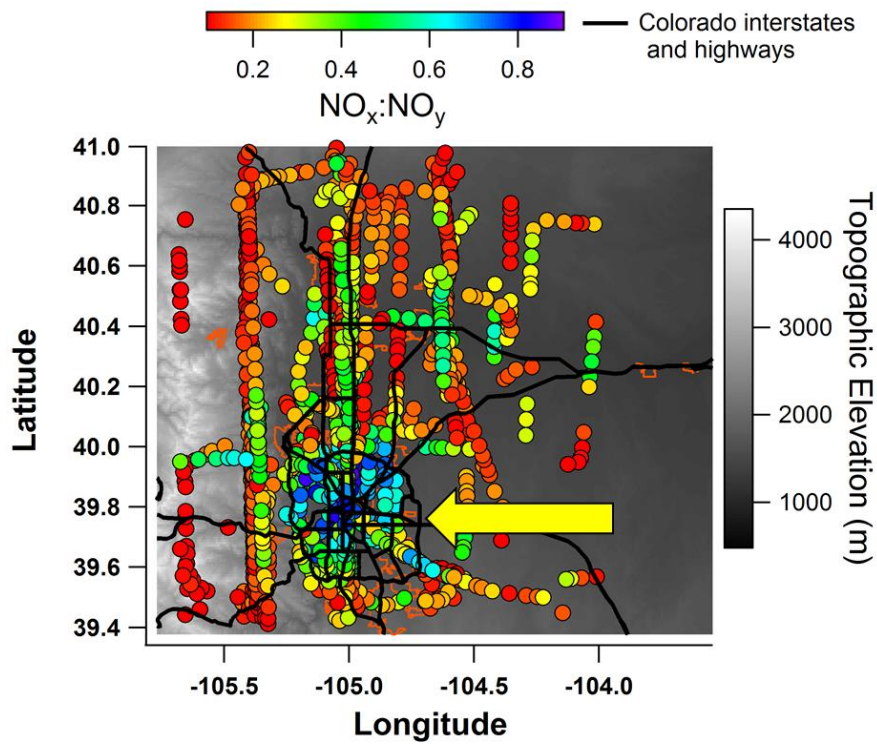 0.2 0.4 0.6 0.8
NOx:NOy
Colorado interstates
and highways
41.0
40.8
40.6
40.4
40.2
40.0
39.8
39.6
39.4
Latitude
-105.5 -105.0 -104.5 -104.0
Longitude
4000
3000
2000
1000
Topographic Elevation (m)